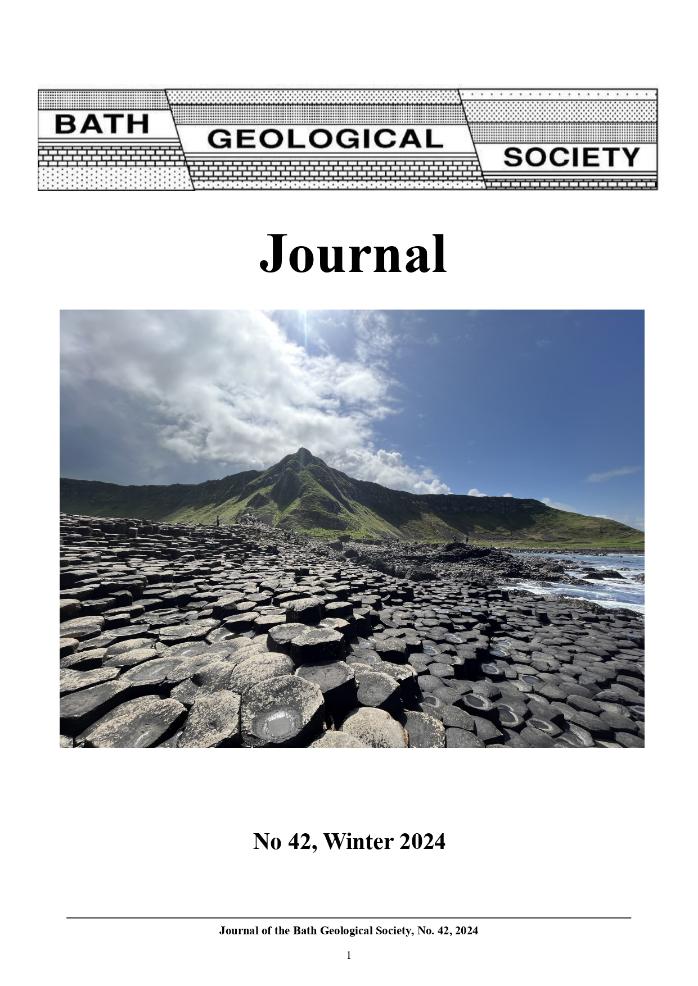 BATH
GEOLOGICAL
SOCIETY
Journal
No 42, Winter 2024
Journal of the Bath Geological Society, No. 42, 2024
1